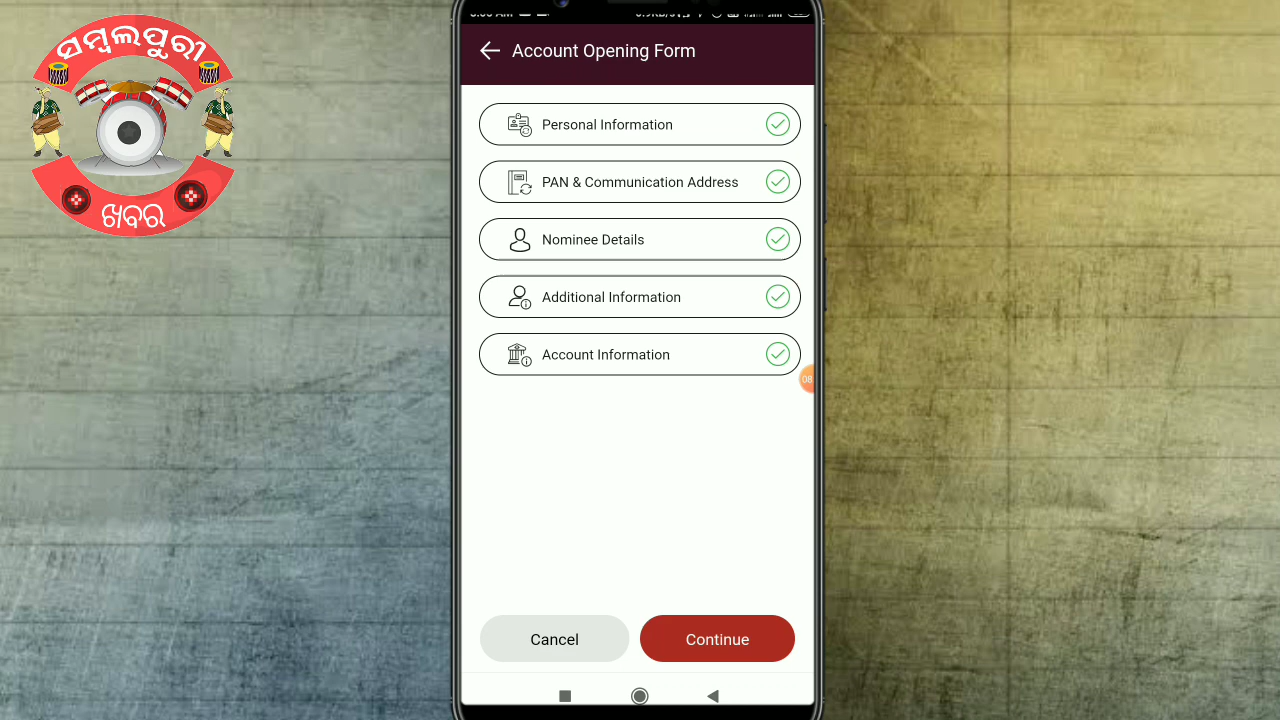 ସମ୍ବଲପୁରୀ
ଖବର
Account Opening Form
Personal Information
PAN & Communication Address
Nominee Details
Additional Information
Account Information
08
Cancel
Continue